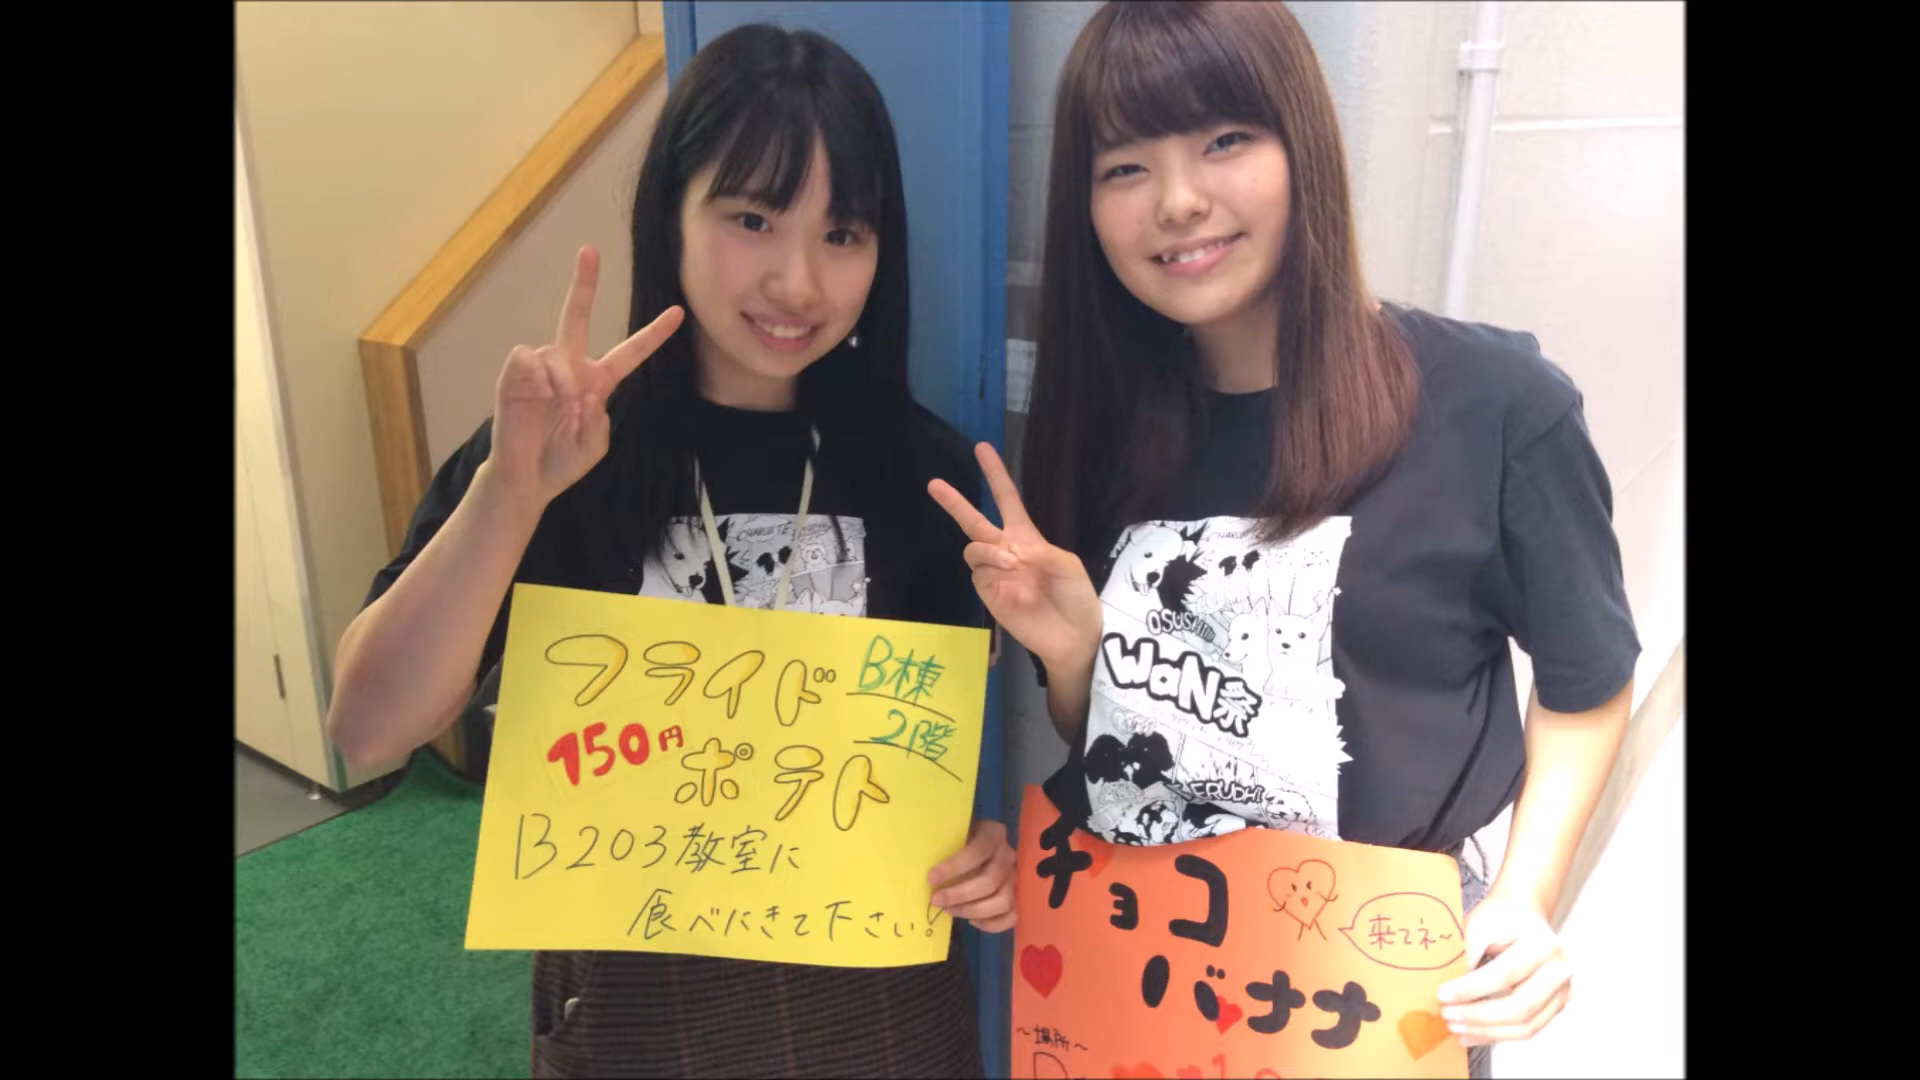 フライド
B棟
2階
150円
ポテト
B203教室に
食べにきて下さい!
OSUSHI
WaN祭
チョコ
来てネ~
バナナ
~場所~